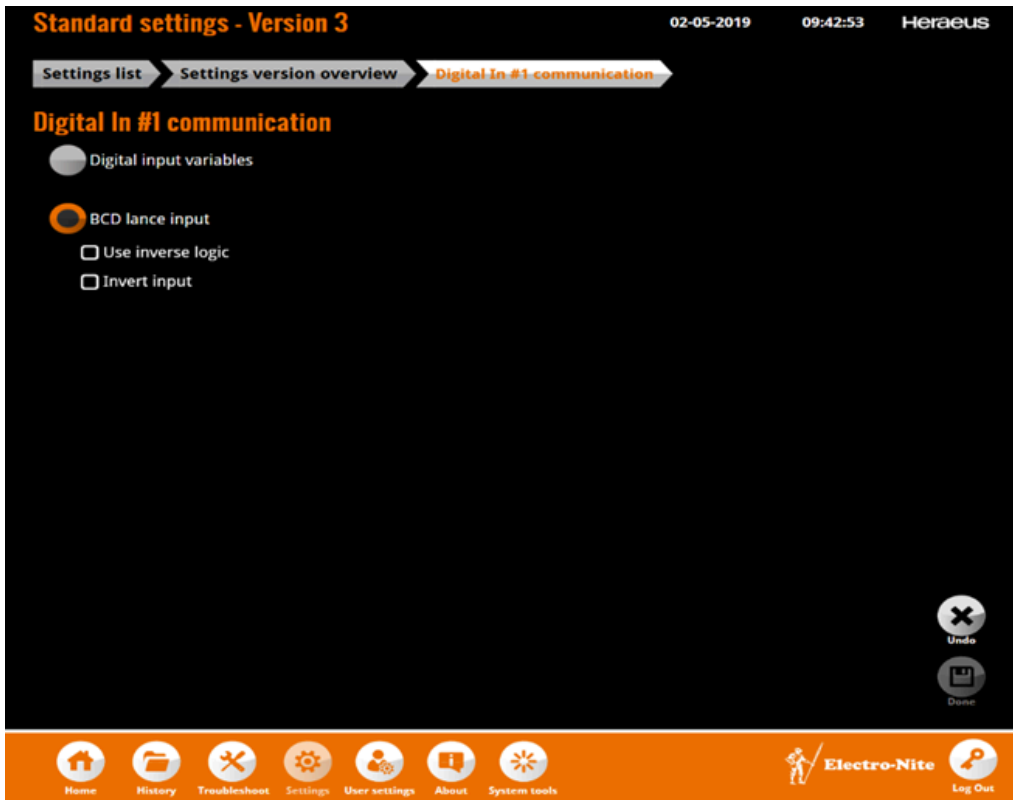 Standard settings - Version 3 02-05-2019 09:42:53 Heraeus
Settings list Settings version overview Digital In #1 communication
Digital In #1 communication
Digital input variables
BCD lance input
Use inverse logic
Invert input
Undo
Done
Home History Troubleshoot Settings User settings About System tools Electro-Nite Log Out